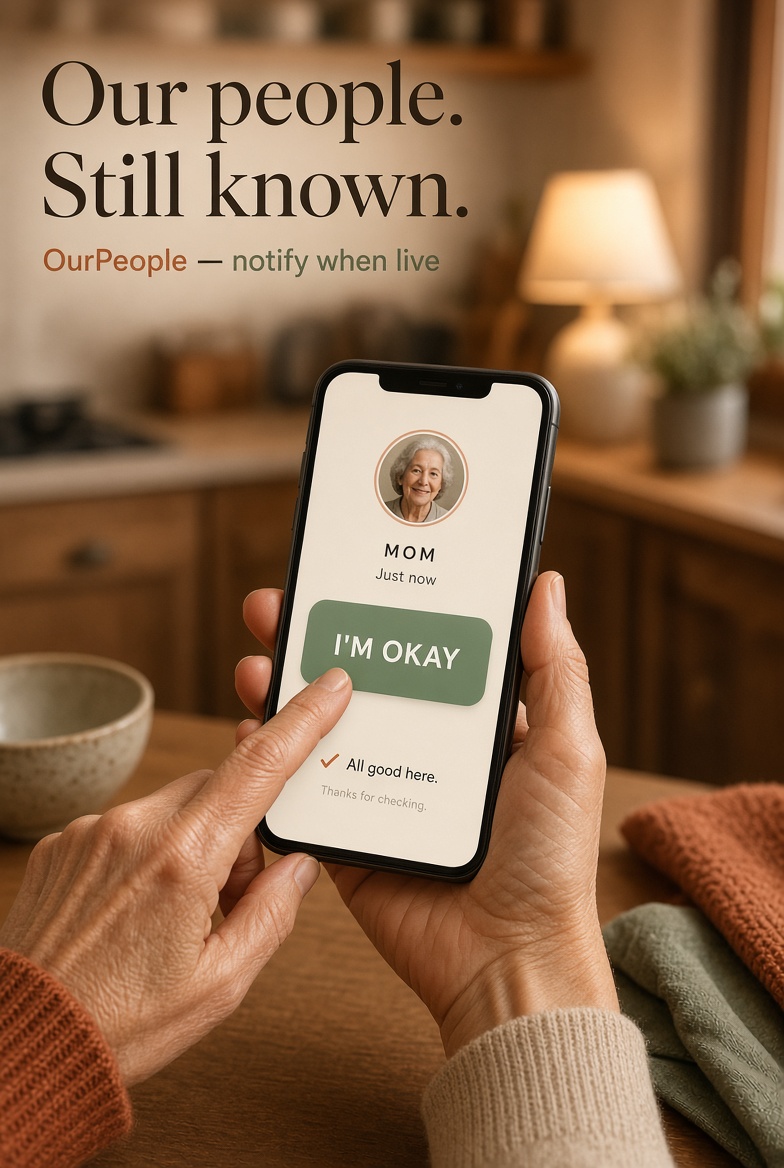 Our people.
Still known.
OurPeople — notify when live
MOM
Just now
I'M OKAY
✓ All good here.
Thanks for checking.